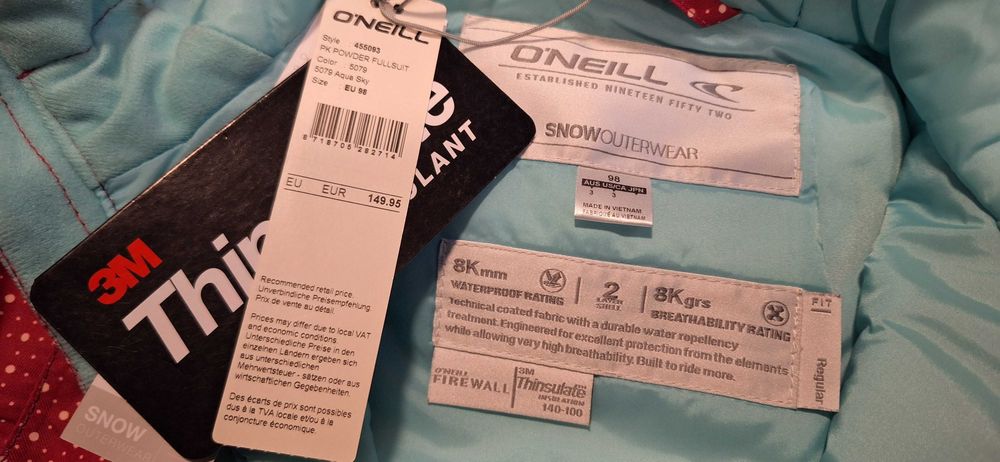 O'NEILL
Style : 455093
PK POWDER FULLSUIT
Color : 5079
5079 Aqua Sky
Size : EU 98
8 718705 282714
EU EUR 149.95
Recommended retail price.
Unverbindliche Preisempfehlung
Prix de vente au détail.
Prices may differ due to local VAT
and economic conditions.
Unterschiedliche Preise in den
einzelnen Ländern ergeben sich
aus unterschiedlichen
Mehrwertsteuer - sätzen oder aus
wirtschaftlichen Gegebenheiten.
Des écarts de prix sont possibles
dus à la TVA locale et/ou à la
conjoncture économique.
3M
SNOW
OUTERWEAR
O'NEILL
ESTABLISHED NINETEEN FIFTY TWO
SNOWOUTERWEAR
98
AUS US/CA JPN
3 3
MADE IN VIETNAM
FABRIQUÉ AU VIETNAM
8Kmm
WATERPROOF RATING
2
LAYER
SHELL
8Kgrs
BREATHABILITY RATING
Technical coated fabric with a durable water repellency
treatment. Engineered for excellent protection from the elements
while allowing very high breathability. Built to ride more.
FIT
Regular
O'NEILL
FIREWALL
3M
Thinsulate
INSULATION
140-100